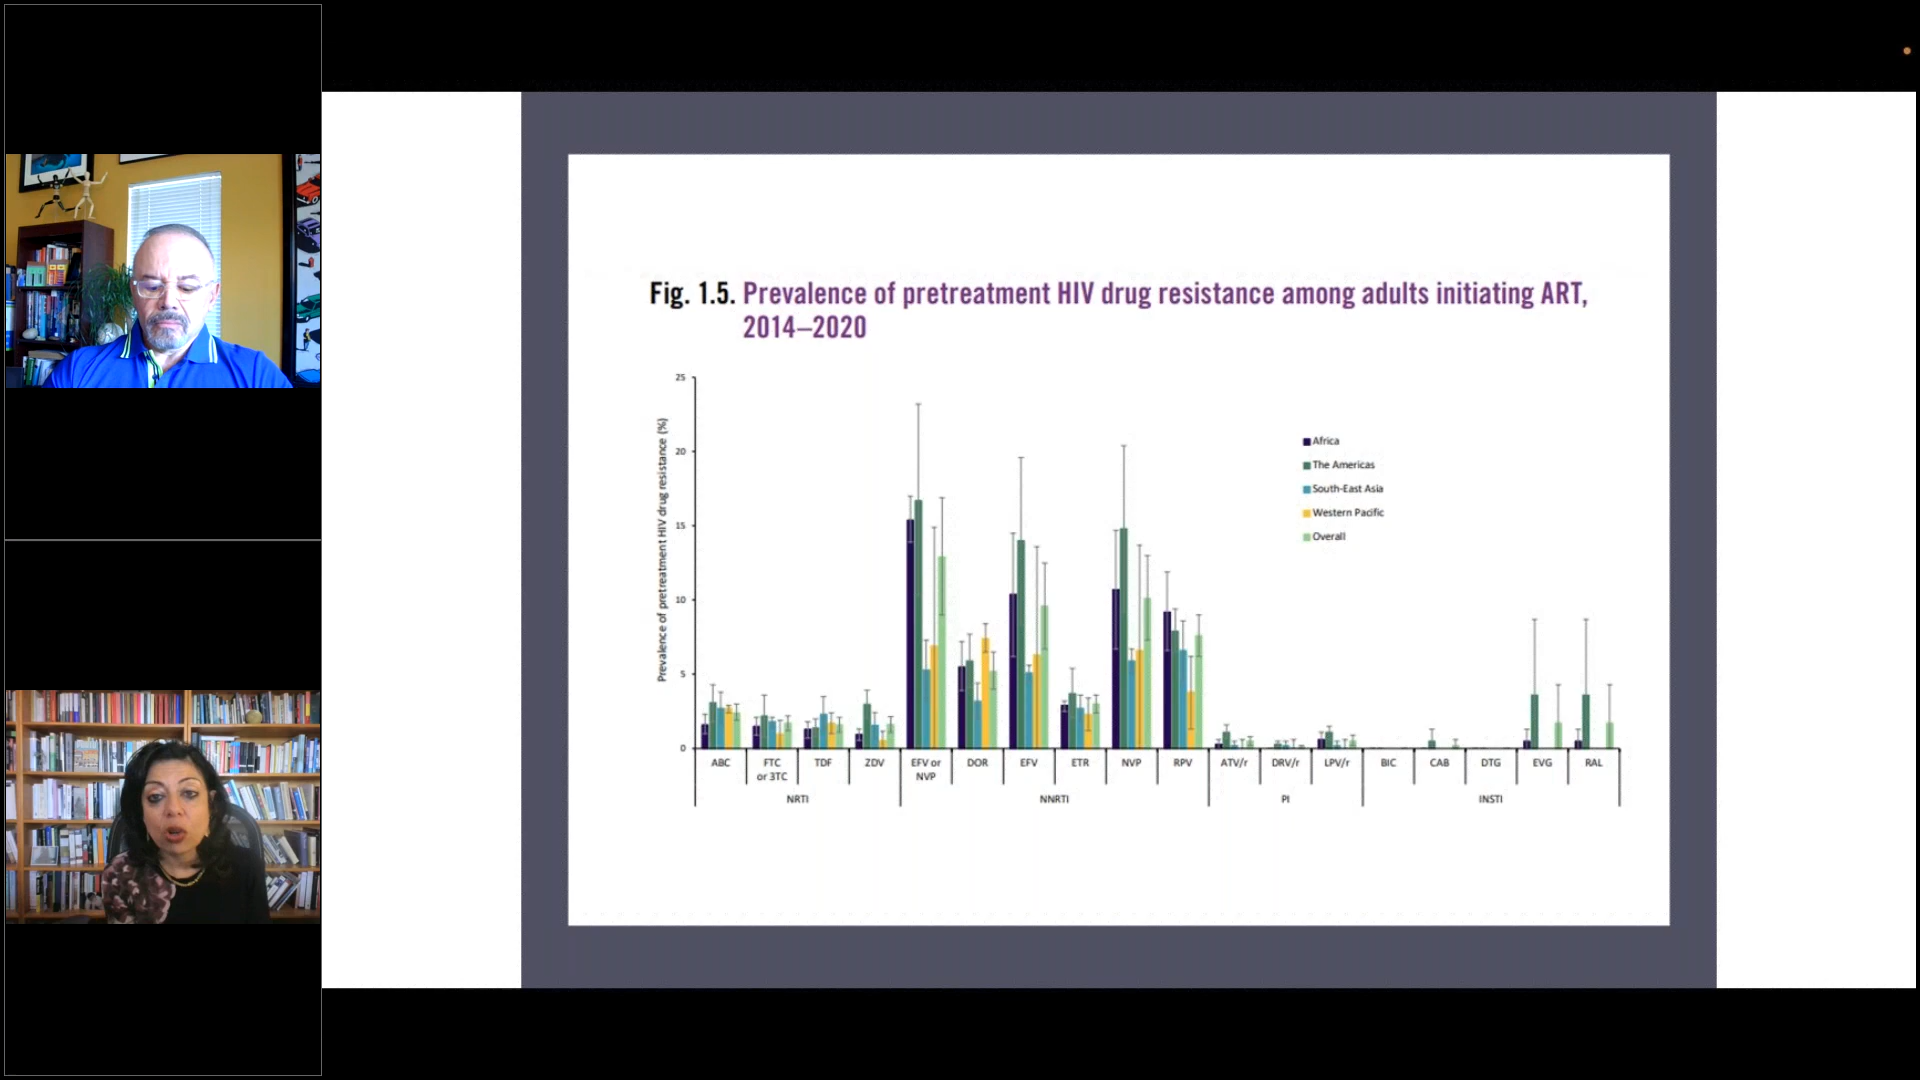 Fig. 1.5. Prevalence of pretreatment HIV drug resistance among adults initiating ART,
2014–2020
Prevalence of pretreatment HIV drug resistance (%)
25
20
15
10
5
0
Africa
The Americas
South-East Asia
Western Pacific
Overall
ABC
FTC
or 3TC
TDF
ZDV
EFV or
NVP
DOR
EFV
ETR
NVP
RPV
ATV/r
DRV/r
LPV/r
BIC
CAB
DTG
EVG
RAL
NRTI
NNRTI
PI
INSTI